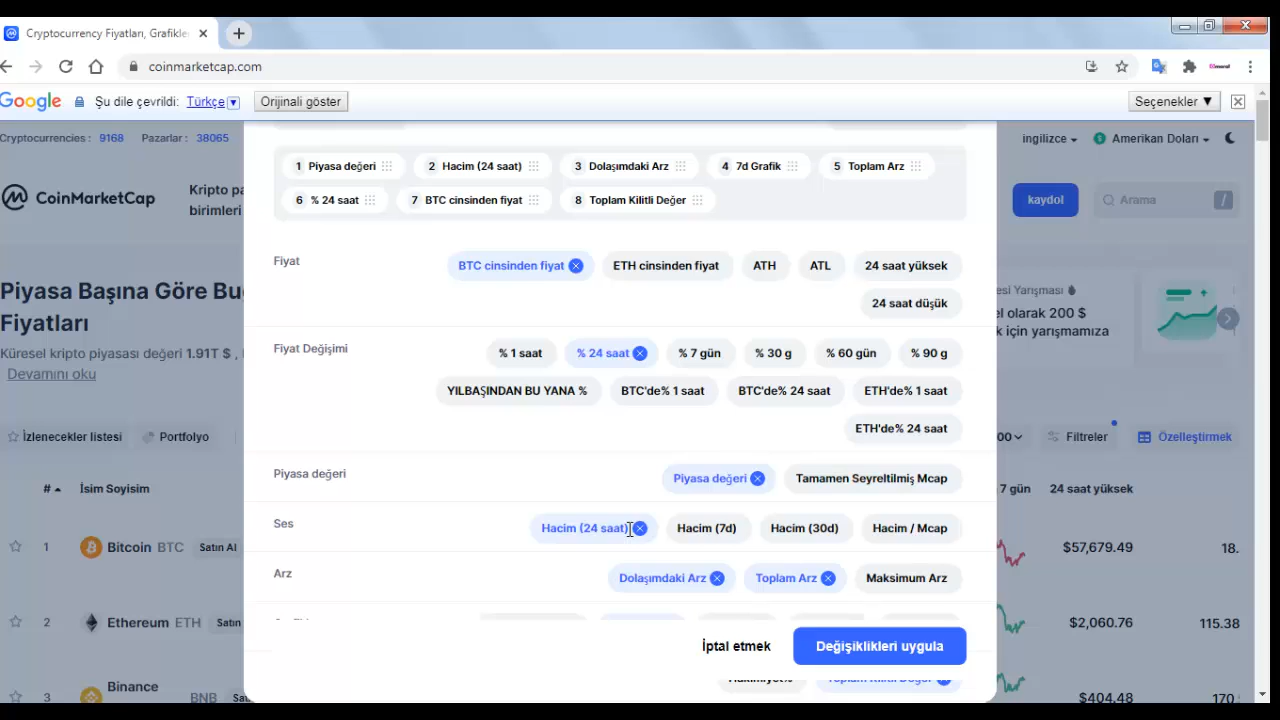 Cryptocurrency Fiyatları, Grafikle
coinmarketcap.com
Google Şu dile çevrildi: Türkçe Orijinali göster Seçenekler ▼
Cryptocurrencies : 9168 Pazarlar : 38065 ingilizce Amerikan Doları
1 Piyasa değeri 2 Hacim (24 saat) 3 Dolaşımdaki Arz 4 7d Grafik 5 Toplam Arz
6 % 24 saat 7 BTC cinsinden fiyat 8 Toplam Kilitli Değer
CoinMarketCap
Kripto pa
birimleri
kaydol Arama /
Fiyat BTC cinsinden fiyat ETH cinsinden fiyat ATH ATL 24 saat yüksek
24 saat düşük
Piyasa Başına Göre Bu
Fiyatları
Küresel kripto piyasası değeri 1.91T $ ,
Devamını oku
esi Yarışması
el olarak 200 $
k için yarışmamıza
Fiyat Değişimi % 1 saat % 24 saat % 7 gün % 30 g % 60 gün % 90 g
YILBAŞINDAN BU YANA % BTC'de% 1 saat BTC'de% 24 saat ETH'de% 1 saat
ETH'de% 24 saat
İzlenecekler listesi Portfolyo
00 Filtreler Özelleştirmek
Piyasa değeri Piyasa değeri Tamamen Seyreltilmiş Mcap
# İsim Soyisim 7 gün 24 saat yüksek
Ses Hacim (24 saat) Hacim (7d) Hacim (30d) Hacim / Mcap
1 Bitcoin BTC Satın Al $57,679.49 18.
Arz Dolaşımdaki Arz Toplam Arz Maksimum Arz
2 Ethereum ETH Satın $2,060.76 115.38
İptal etmek Değişiklikleri uygula
3 Binance BNB Satın $404.48 170
Toplam Kilitli Değer